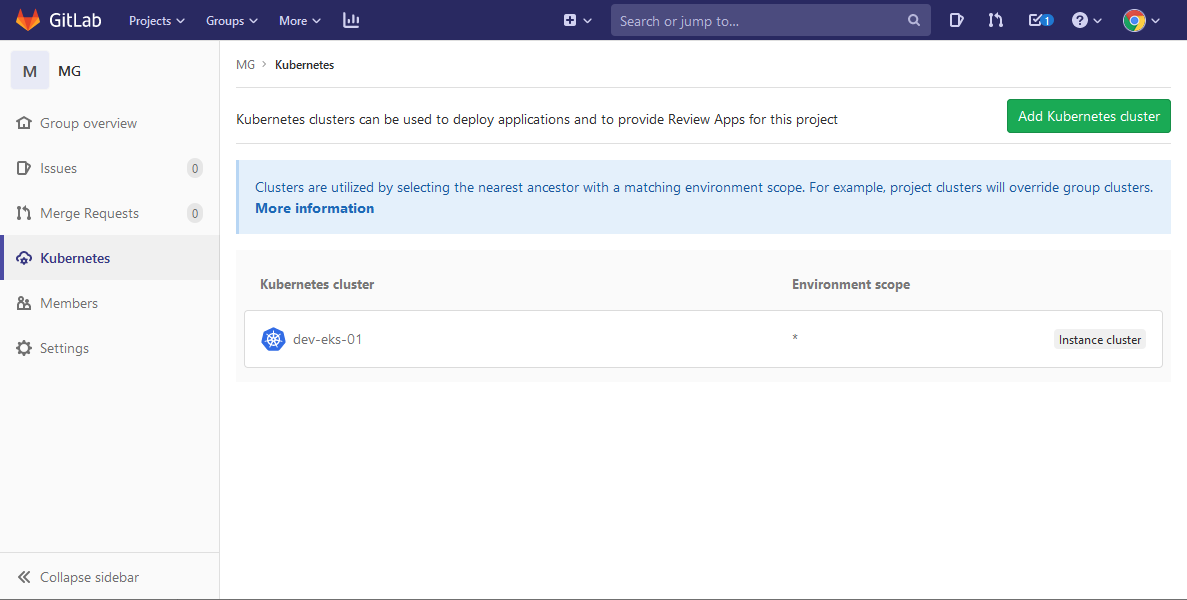 GitLab Projects Groups More Search or jump to... 1 ?
M MG
Group overview
Issues 0
Merge Requests 0
Kubernetes
Members
Settings
Collapse sidebar
MG > Kubernetes
Kubernetes clusters can be used to deploy applications and to provide Review Apps for this project
Add Kubernetes cluster
Clusters are utilized by selecting the nearest ancestor with a matching environment scope. For example, project clusters will override group clusters.
More information
Kubernetes cluster Environment scope
dev-eks-01 * Instance cluster